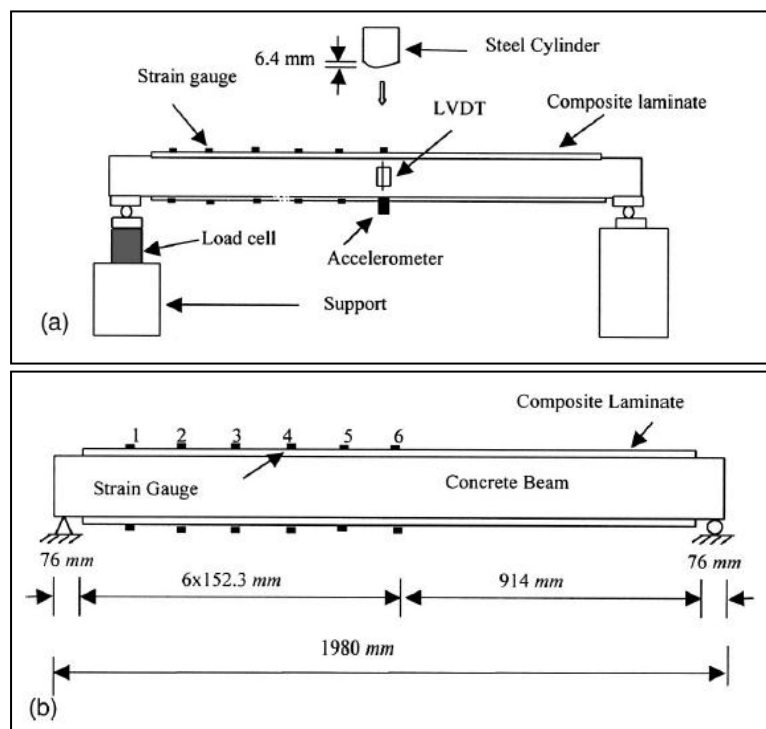 Steel Cylinder
6.4 mm
Strain gauge
Composite laminate
LVDT
Load cell
Accelerometer
Support
(a)
Composite Laminate
1 2 3 4 5 6
Strain Gauge
Concrete Beam
76 mm
76 mm
6x152.3 mm
914 mm
1980 mm
(b)